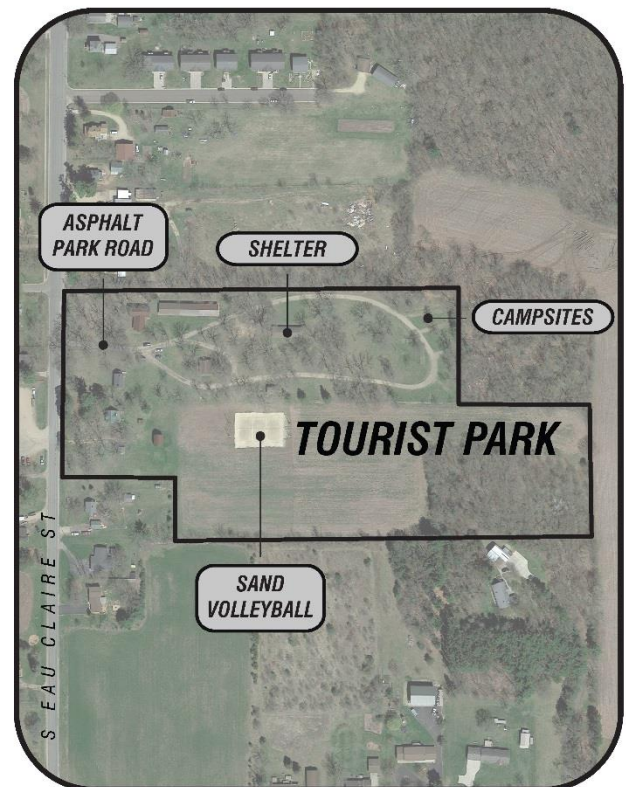 ASPHALT
PARK ROAD
SHELTER
CAMPSITES
TOURIST PARK
SAND
VOLLEYBALL
S EAU CLAIRE ST